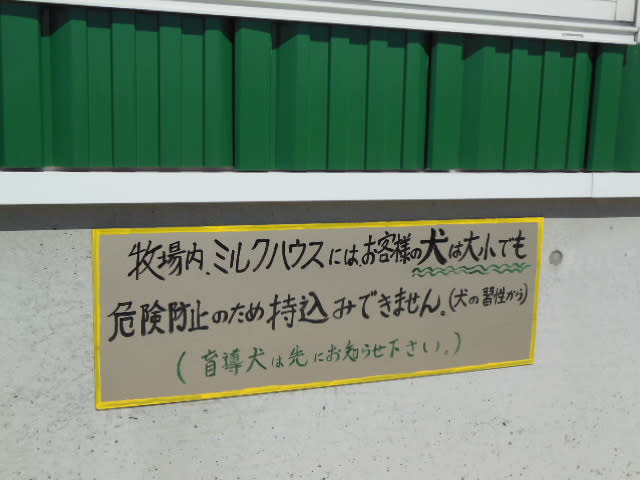 牧場内、ミルクハウスには、お客様の犬は大小、でも
危険防止のため持込みできません。(犬の習性から)
(盲導犬は先にお知らせ下さい。)